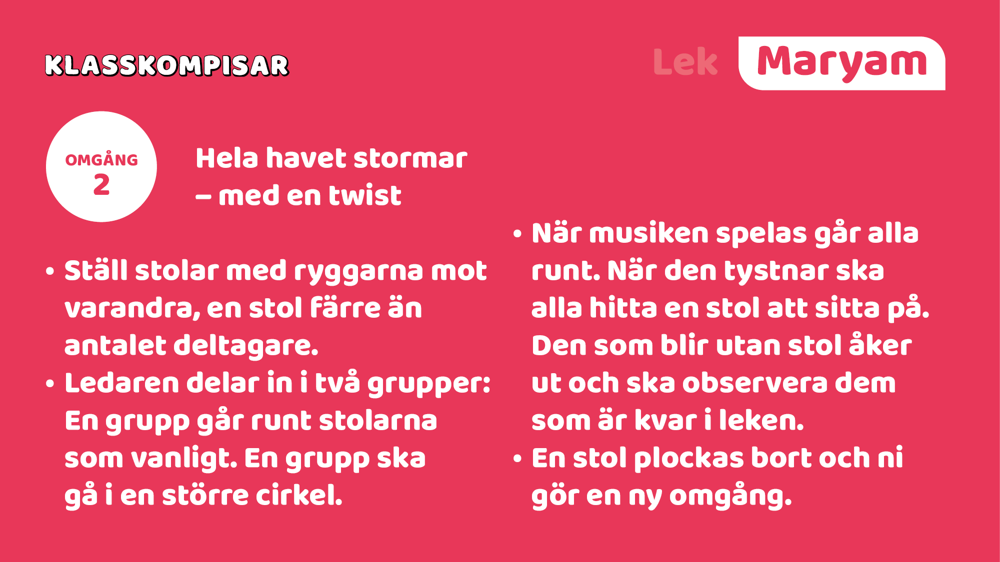 KLASSKOMPISAR
Lek Maryam
OMGÅNG
2
Hela havet stormar
– med en twist
• Ställ stolar med ryggarna mot
varandra, en stol färre än
antalet deltagare.
• Ledaren delar in i två grupper:
En grupp går runt stolarna
som vanligt. En grupp ska
gå i en större cirkel.
• När musiken spelas går alla
runt. När den tystnar ska
alla hitta en stol att sitta på.
Den som blir utan stol åker
ut och ska observera dem
som är kvar i leken.
• En stol plockas bort och ni
gör en ny omgång.